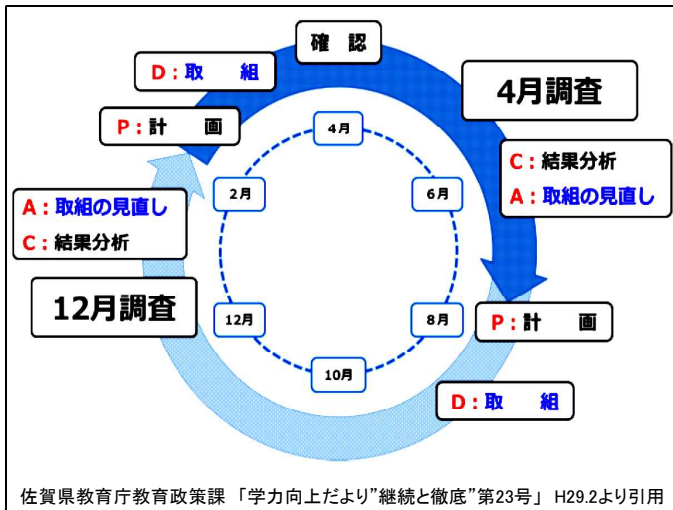 確　認
D：取　　組
P：計　　画
4月調査
C：結果分析
A：取組の見直し
4月
6月
8月
10月
12月
2月
P：計　　画
D：取　　組
12月調査
A：取組の見直し
C：結果分析
佐賀県教育庁教育政策課 「学力向上だより”継続と徹底”第23号」 H29.2より引用